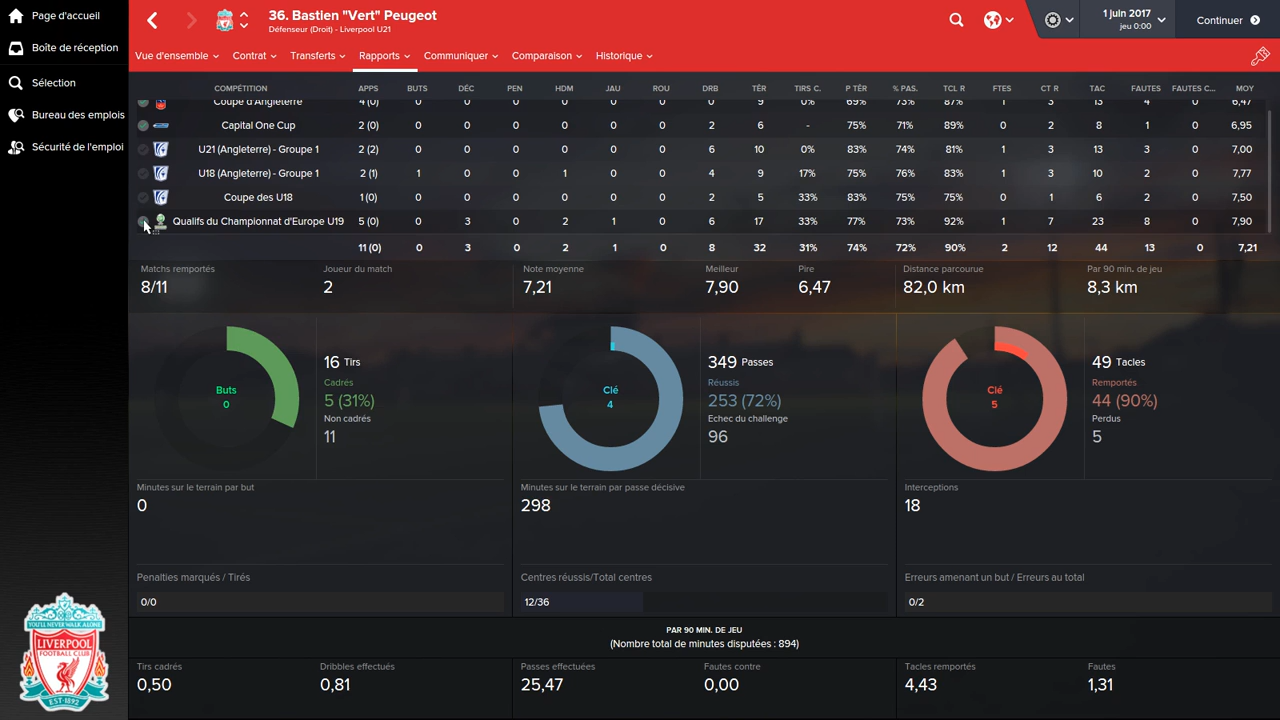 Page d'accueil
Boîte de réception
Sélection
Bureau des emplois
Sécurité de l'emploi
36. Bastien "Vert" Peugeot
Défenseur (Droit) - Liverpool U21
1 juin 2017
jeu 0:00
Continuer
Vue d'ensemble Contrat Transferts Rapports Communiquer Comparaison Historique
COMPÉTITION APPS BUTS DÉC PEN HDM JAU ROU DRB TÉR TIRS C. P TÉR % PAS. TCL R FTES CT R TAC FAUTES FAUTES C... MOY
Coupe d'Angleterre 4 (0) 0 0 0 0 0 0 0 9 0% 69% 73% 87% 1 3 13 4 0 6,47
Capital One Cup 2 (0) 0 0 0 0 0 0 2 6 - 75% 71% 89% 0 2 8 1 0 6,95
U21 (Angleterre) - Groupe 1 2 (2) 0 0 0 0 0 0 6 10 0% 83% 74% 81% 1 3 13 3 0 7,00
U18 (Angleterre) - Groupe 1 2 (1) 1 0 0 1 0 0 4 9 17% 75% 76% 83% 1 3 10 2 0 7,77
Coupe des U18 1 (0) 0 0 0 0 0 0 2 5 33% 83% 75% 75% 0 1 6 2 0 7,50
Qualifs du Championnat d'Europe U19 5 (0) 0 3 0 2 1 0 6 17 33% 77% 73% 92% 1 7 23 8 0 7,90
11 (0) 0 3 0 2 1 0 8 32 31% 74% 72% 90% 2 12 44 13 0 7,21
Matchs remportés Joueur du match Note moyenne Meilleur Pire Distance parcourue Par 90 min. de jeu
8/11 2 7,21 7,90 6,47 82,0 km 8,3 km
Buts
0
16 Tirs
Cadrés
5 (31%)
Non cadrés
11
Clé
4
349 Passes
Réussis
253 (72%)
Echec du challenge
96
Clé
5
49 Tacles
Remportés
44 (90%)
Perdus
5
Minutes sur le terrain par but
0
Minutes sur le terrain par passe décisive
298
Interceptions
18
Penalties marqués / Tirés
0/0
Centres réussis/Total centres
12/36
Erreurs amenant un but / Erreurs au total
0/2
PAR 90 MIN. DE JEU
(Nombre total de minutes disputées : 894)
Tirs cadrés Dribbles effectués Passes effectuées Fautes contre Tacles remportés Fautes
0,50 0,81 25,47 0,00 4,43 1,31
YOU'LL NEVER WALK ALONE
LIVERPOOL
FOOTBALL CLUB
EST·1892